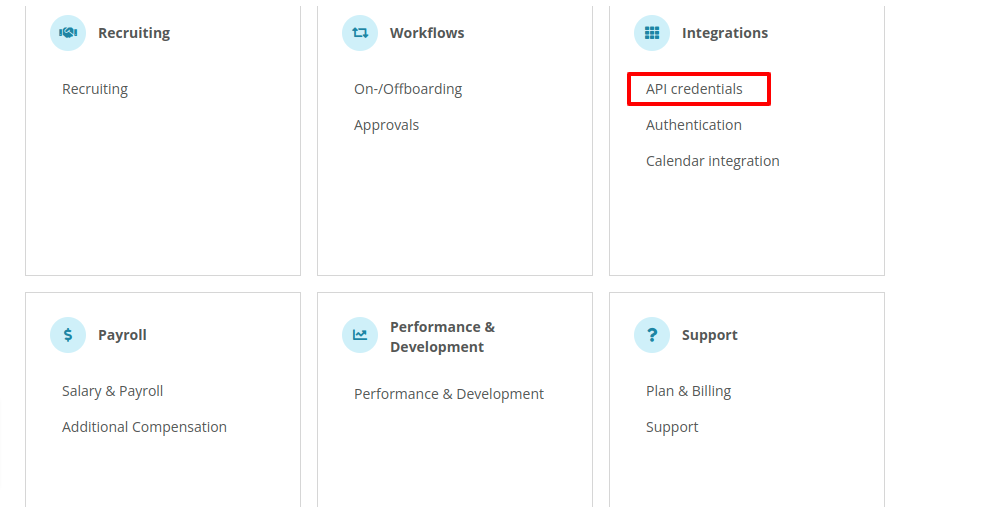 Recruiting
Recruiting
Workflows
On-/Offboarding
Approvals
Integrations
API credentials
Authentication
Calendar integration
Payroll
Salary & Payroll
Additional Compensation
Performance &
Development
Performance & Development
Support
Plan & Billing
Support